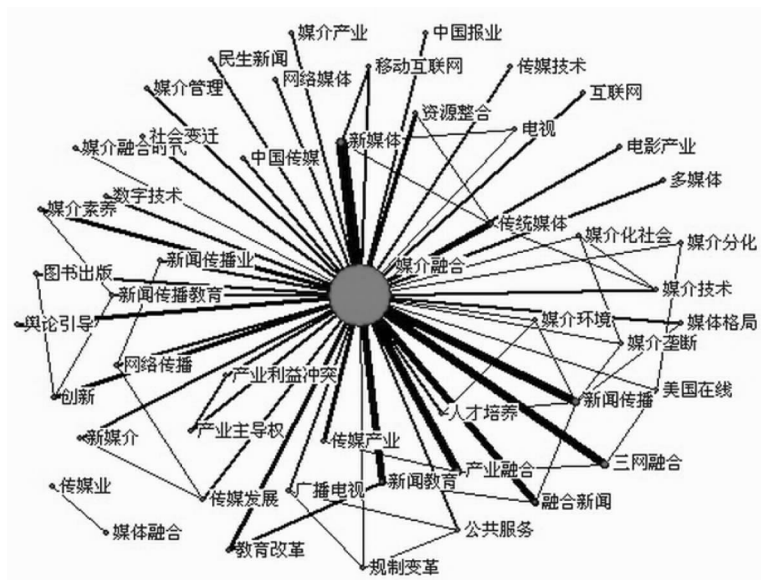 媒介产业
中国报业
民生新闻
网络媒体
移动互联网
传媒技术
媒介管理
互联网
资源整合
社会变迁
新媒体
电视
媒介融合时代
中国传媒
电影产业
多媒体
数字技术
媒介素养
传统媒体
媒介化社会
媒介分化
新闻传播业
媒介融合
图书出版
新闻传播教育
媒介技术
舆论引导
媒介环境
媒体格局
媒介垄断
网络传播
产业利益冲突
美国在线
创新
新闻传播
人才培养
新媒介
产业主导权
传媒产业
三网融合
产业融合
传媒业
新闻教育
广播电视
传媒发展
融合新闻
媒体融合
公共服务
教育改革
规制变革